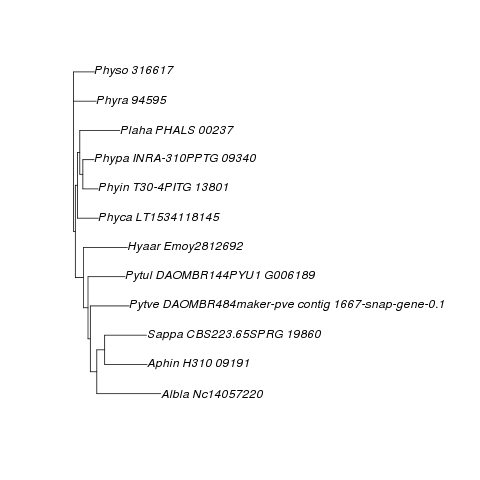 Physo 316617
Phyra 94595
Plaha PHALS 00237
Phypa INRA-310PPTG 09340
Phyin T30-4PITG 13801
Phyca LT1534118145
Hyaar Emoy2812692
Pytul DAOMBR144PYU1 G006189
Pytve DAOMBR484maker-pve contig 1667-snap-gene-0.1
Sappa CBS223.65SPRG 19860
Aphin H310 09191
Albla Nc14057220